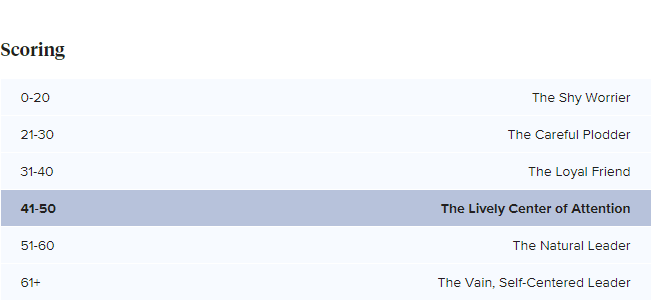 Scoring
0-20 The Shy Worrier
21-30 The Careful Plodder
31-40 The Loyal Friend
41-50 The Lively Center of Attention
51-60 The Natural Leader
61+ The Vain, Self-Centered Leader